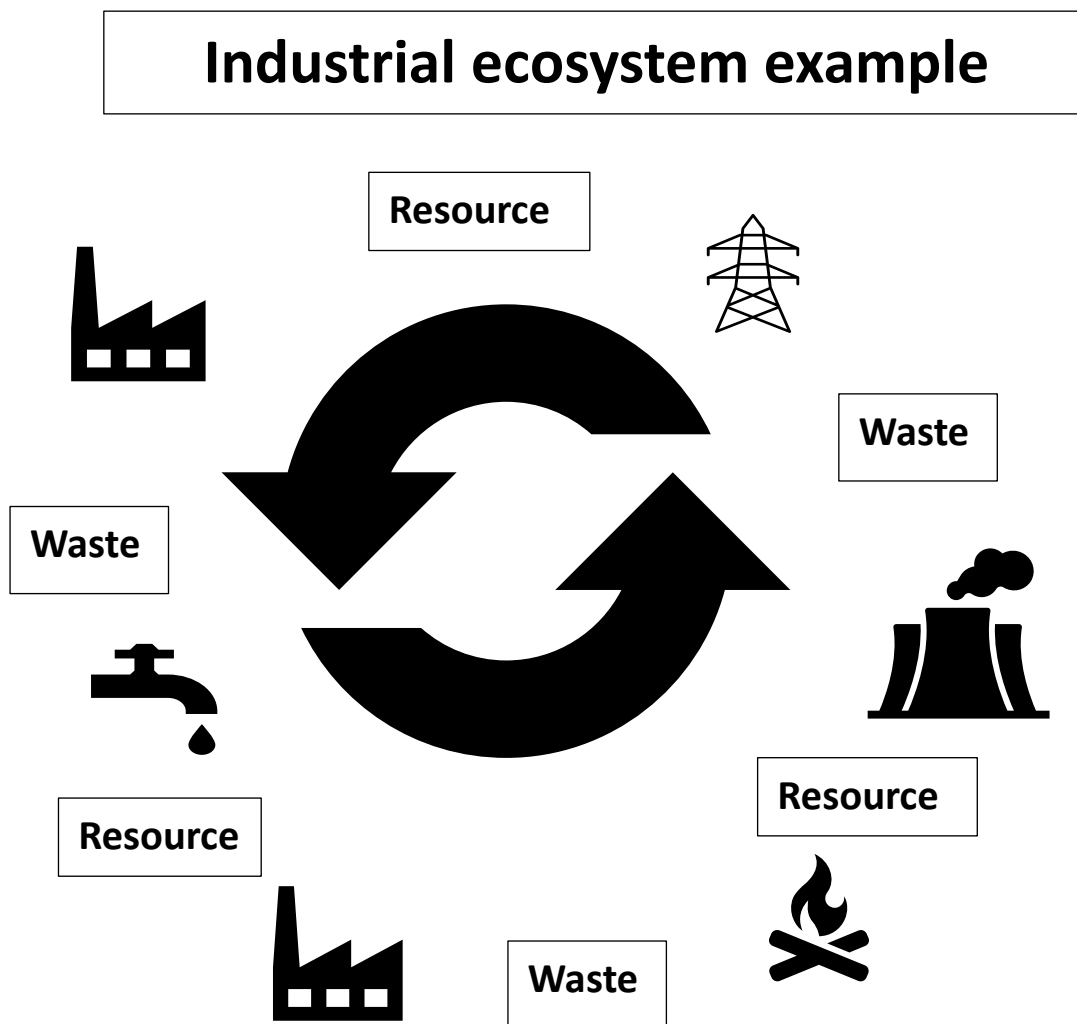 Industrial ecosystem example
Resource
Waste
Waste
Resource
Resource
Waste